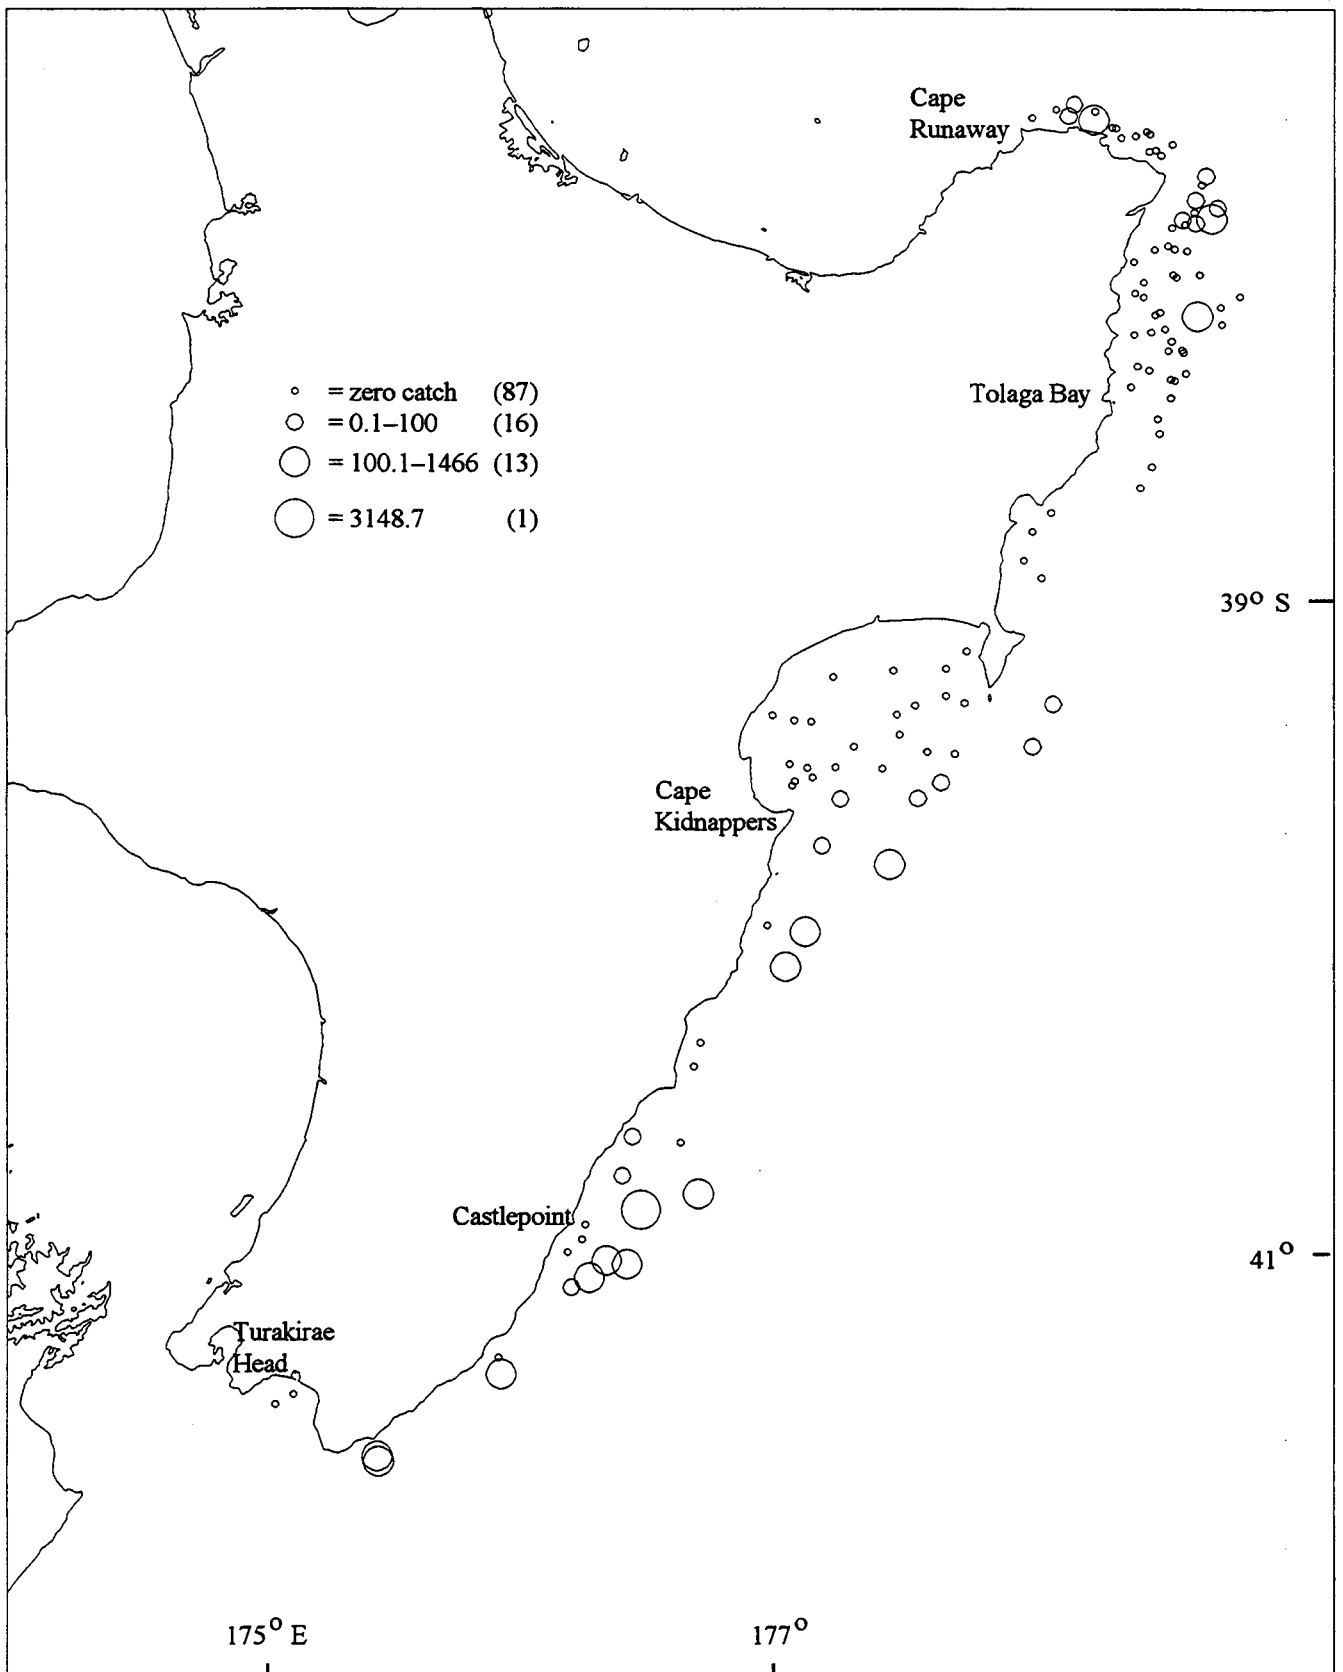 Cape
Runaway
= zero catch (87)
= 0.1–100 (16)
= 100.1–1466 (13)
= 3148.7 (1)
Tolaga Bay
39° S
Cape
Kidnappers
Castlepoint
41°
Turakirae
Head
175° E
177°